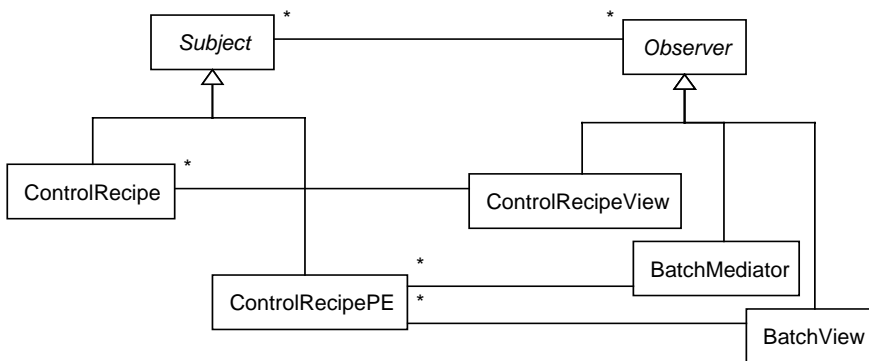 *
*
Subject
Observer
*
ControlRecipe
ControlRecipeView
*
BatchMediator
ControlRecipePE
*
BatchView